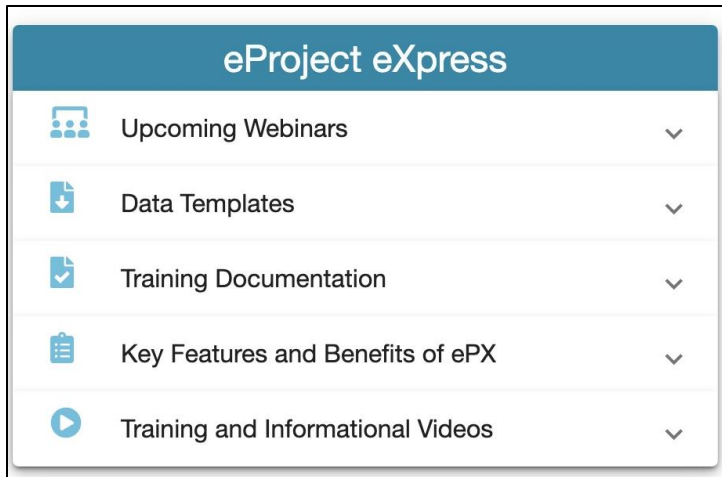 eProject eXpress
Upcoming Webinars
Data Templates
Training Documentation
Key Features and Benefits of ePX
Training and Informational Videos